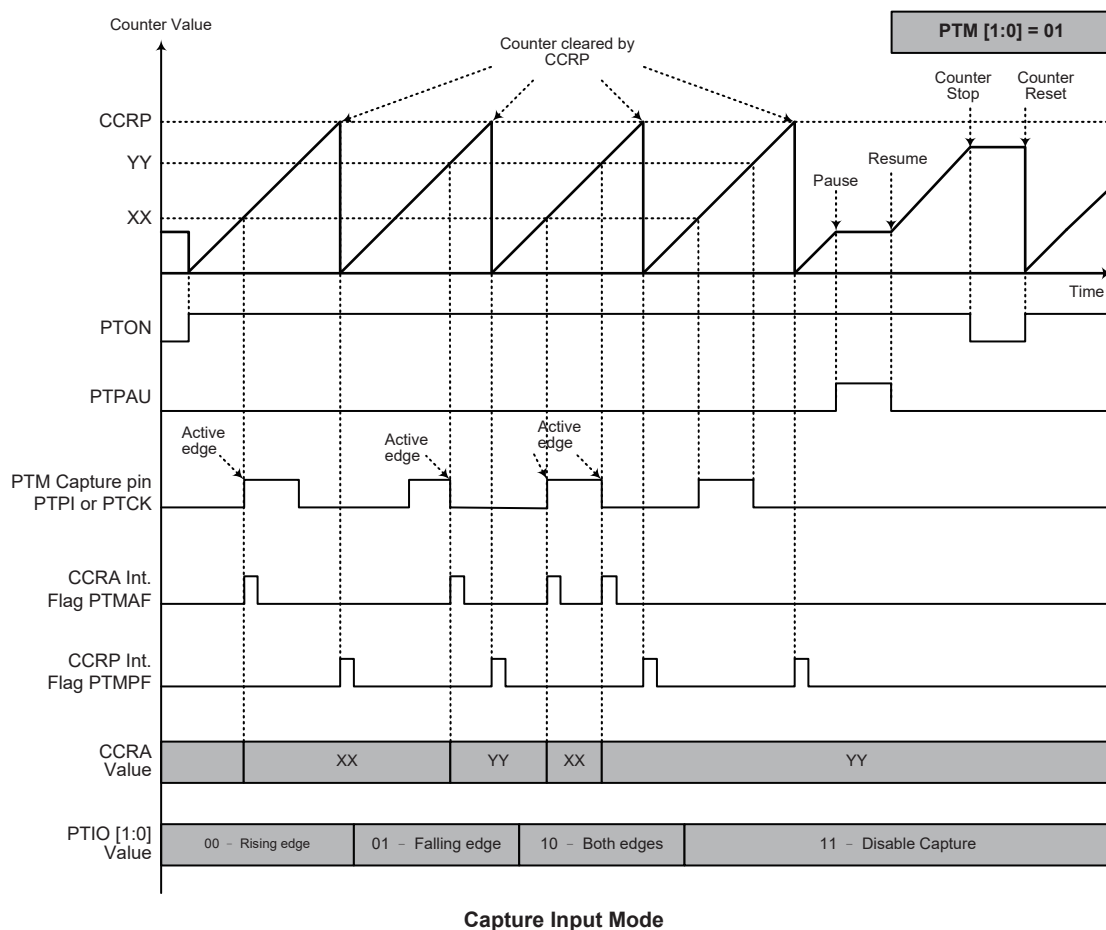 Counter Value
PTM [1:0] = 01
Counter cleared by
CCRP
Counter
Stop
Counter
Reset
CCRP
YY
Resume
Pause
XX
Time
PTON
PTPAU
Active
edge
Active
edge
Active
edge
PTM Capture pin
PTPI or PTCK
CCRA Int.
Flag PTMAF
CCRP Int.
Flag PTMPF
CCRA
Value
XX
YY
XX
YY
PTIO [1:0]
Value
00 - Rising edge
01 - Falling edge
10 - Both edges
11 - Disable Capture
Capture Input Mode